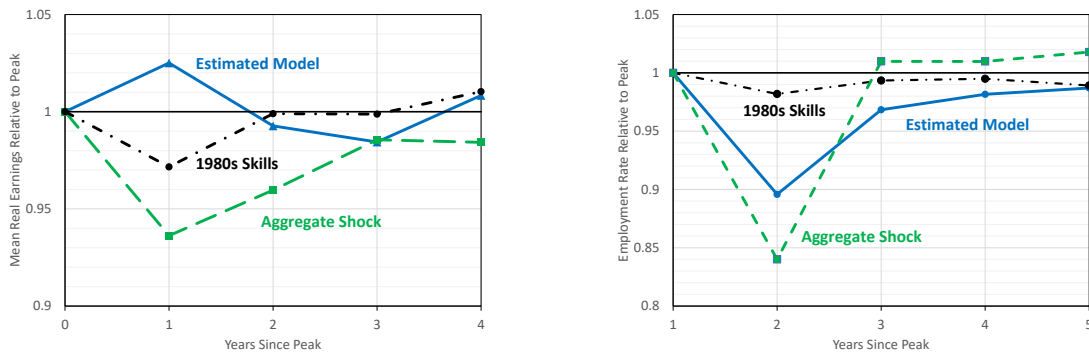 1.05
1
0.95
0.9
Mean Real Earnings Relative to Peak
Estimated Model
1980s Skills
Aggregate Shock
0 1 2 3 4
Years Since Peak
1.05
1
0.95
0.9
0.85
0.8
Employment Rate Relative to Peak
1980s Skills
Estimated Model
Aggregate Shock
1 2 3 4 5
Years Since Peak